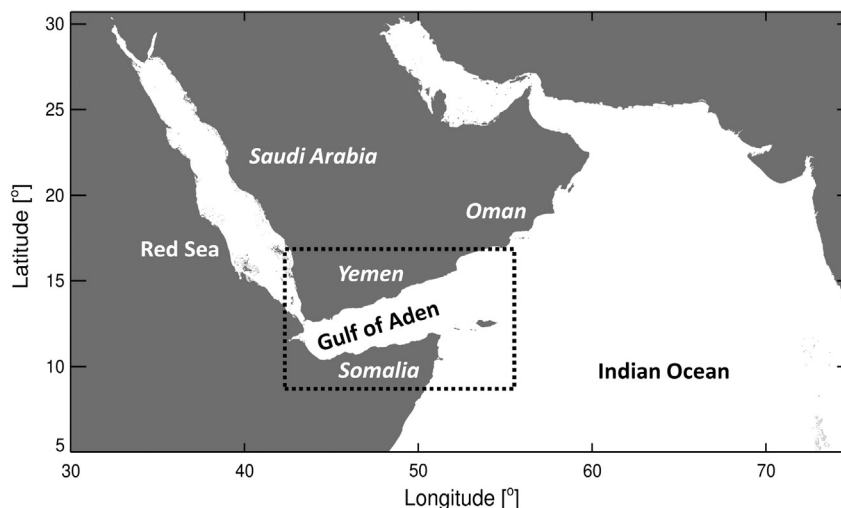 30
25
20
15
10
5
Latitude [º]
Saudi Arabia
Oman
Red Sea
Yemen
Gulf of Aden
Somalia
Indian Ocean
30 40 50 60 70
Longitude [º]